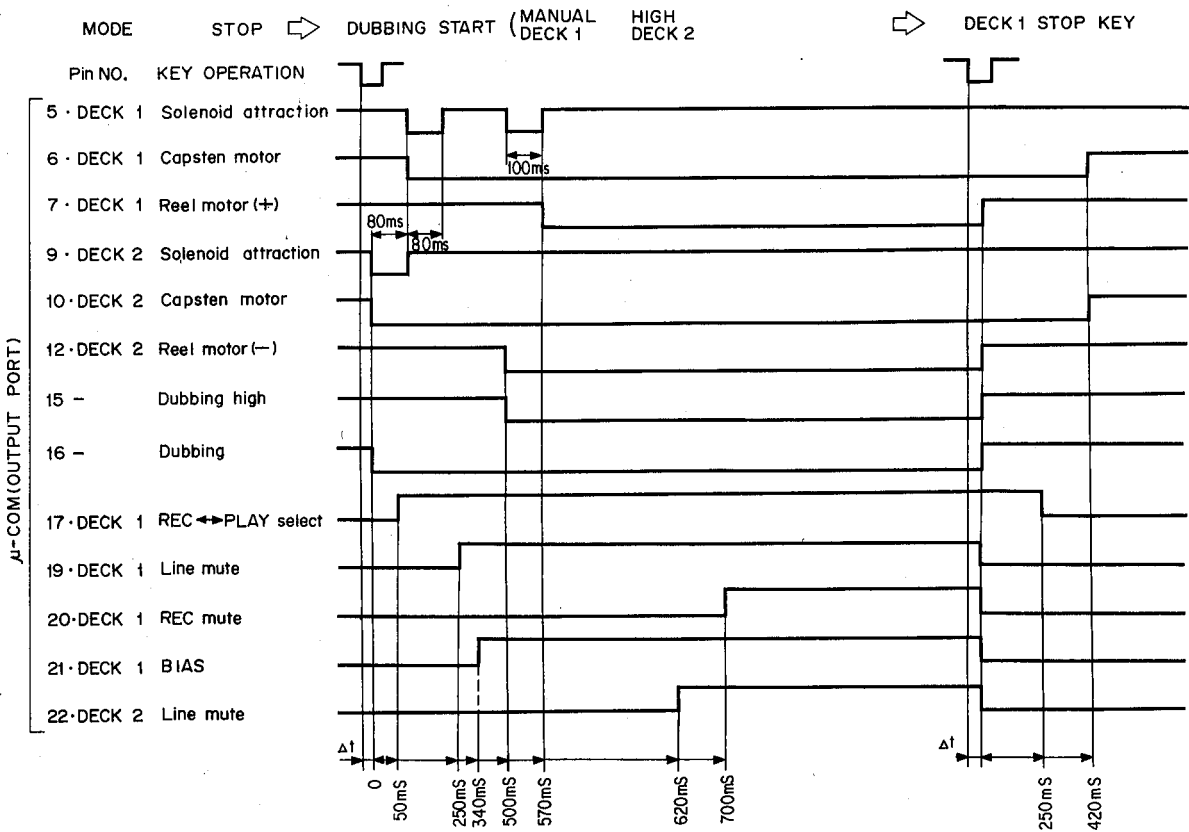 MODE STOP ⇨ DUBBING START (MANUAL HIGH
DECK 1 DECK 2
⇨ DECK 1 STOP KEY
Pin NO. KEY OPERATION
5 · DECK 1 Solenoid attraction
6 · DECK 1 Capsten motor
100ms
7 · DECK 1 Reel motor (+)
80ms
80ms
9 · DECK 2 Solenoid attraction
10 · DECK 2 Capsten motor
12 · DECK 2 Reel motor (−)
15 − Dubbing high
16 − Dubbing
17 · DECK 1 REC ↔ PLAY select
19 · DECK 1 Line mute
20 · DECK 1 REC mute
21 · DECK 1 BIAS
22 · DECK 2 Line mute
μ-COM(OUTPUT PORT)
Δt Δt
0 50mS 250mS 340mS 500mS 570mS 620mS 700mS 250mS 420mS